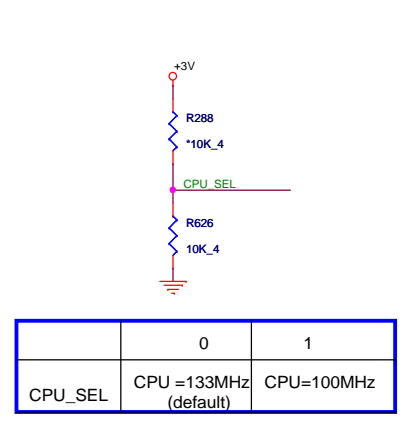 +3V
R288
*10K_4
CPU_SEL
R626
10K_4
0 1
CPU_SEL CPU =133MHz (default) CPU=100MHz